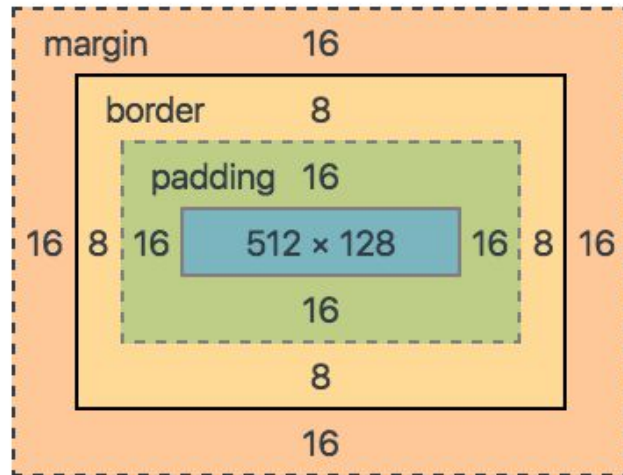 margin 16
border 8
padding 16
16 8 16 512 × 128 16 8 16
16
8
16